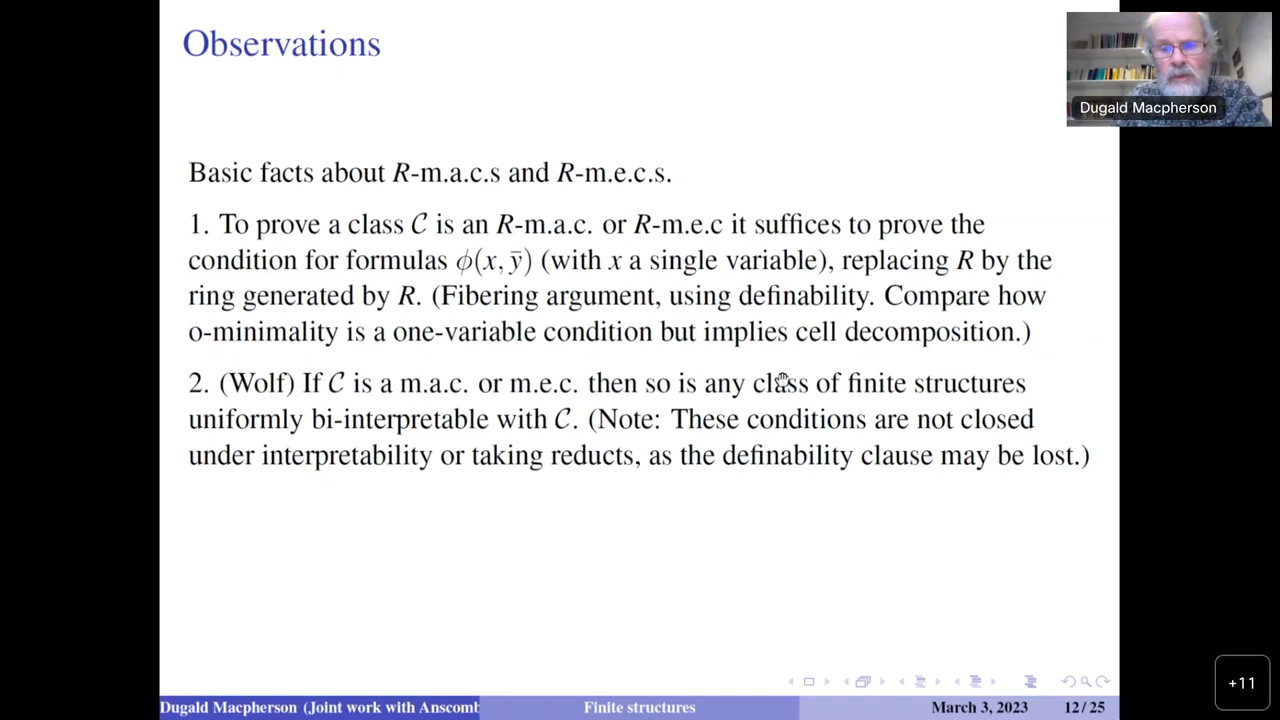 Observations
Dugald Macpherson
Basic facts about R-m.a.c.s and R-m.e.c.s.
1. To prove a class 𝒞 is an R-m.a.c. or R-m.e.c it suffices to prove the
condition for formulas ϕ(x, ȳ) (with x a single variable), replacing R by the
ring generated by R. (Fibering argument, using definability. Compare how
o-minimality is a one-variable condition but implies cell decomposition.)
2. (Wolf) If 𝒞 is a m.a.c. or m.e.c. then so is any class of finite structures
uniformly bi-interpretable with 𝒞. (Note: These conditions are not closed
under interpretability or taking reducts, as the definability clause may be lost.)
+11
Dugald Macpherson (Joint work with Anscomb
Finite structures
March 3, 2023
12 / 25